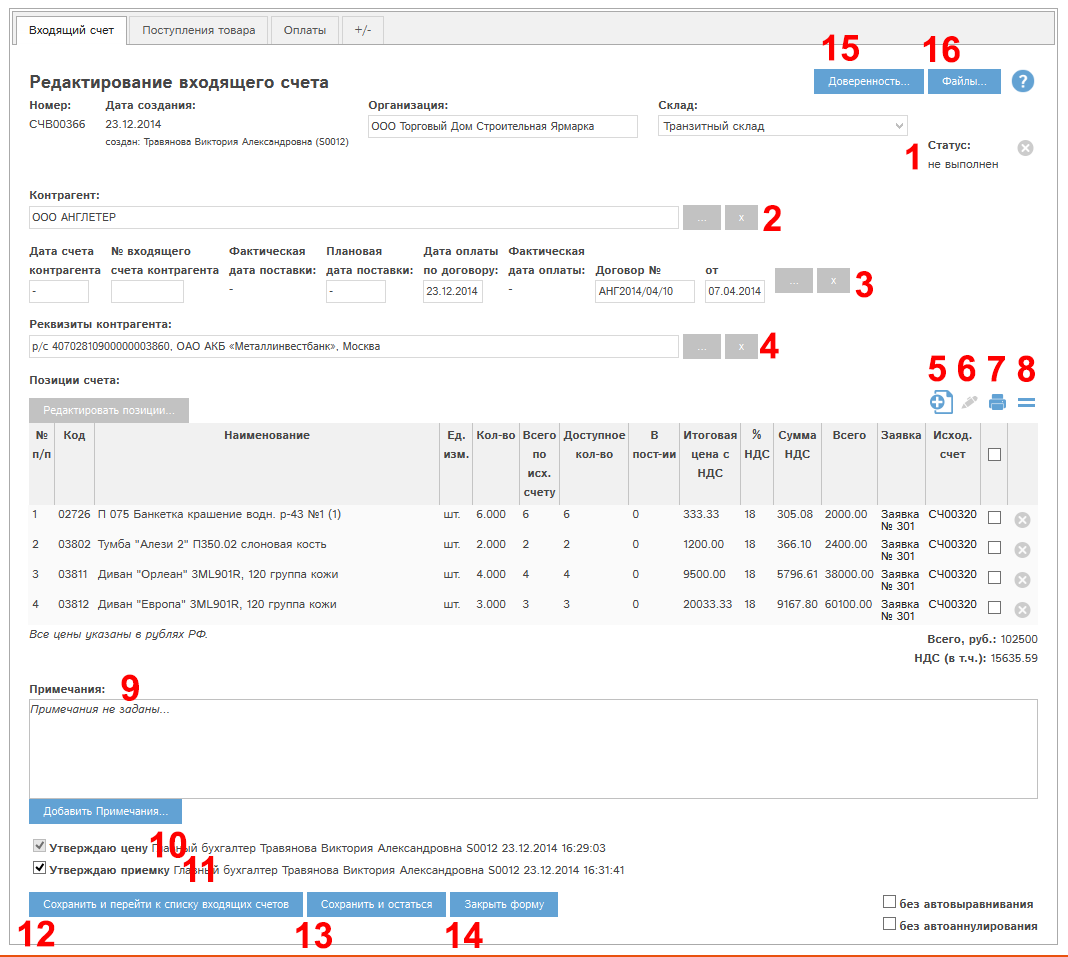 Входящий счет Поступления товара Оплаты +/-
15 16
Редактирование входящего счета Доверенность... Файлы... ?
Номер: Дата создания: Организация: Склад:
СЧВ00366 23.12.2014 ООО Торговый Дом Строительная Ярмарка Транзитный склад
создан: Травянова Виктория Александровна (S0012)
1 Статус:
не выполнен
Контрагент:
ООО АНГЛЕТЕР ... x 2
Дата счета № входящего Фактическая Плановая Дата оплаты Фактическая
контрагента счета контрагента дата поставки: дата поставки: по договору: дата оплаты: Договор № от
- - - 23.12.2014 - АНГ2014/04/10 07.04.2014 ... x 3
Реквизиты контрагента:
р/с 40702810900000003860, ОАО АКБ «Металлинвестбанк», Москва ... x 4
Позиции счета: 5 6 7 8
Редактировать позиции...
№ Код Наименование Ед. Кол-во Всего Доступное В Итоговая % Сумма Всего Заявка Исход.
п/п изм. по кол-во пост-ии цена с НДС НДС счет
исх. НДС
счету
1 02726 П 075 Банкетка крашение водн. р-43 №1 (1) шт. 6.000 6 6 0 333.33 18 305.08 2000.00 Заявка СЧ00320
№ 301
2 03802 Тумба "Алези 2" П350.02 слоновая кость шт. 2.000 2 2 0 1200.00 18 366.10 2400.00 Заявка СЧ00320
№ 301
3 03811 Диван "Орлеан" 3ML901R, 120 группа кожи шт. 4.000 4 4 0 9500.00 18 5796.61 38000.00 Заявка СЧ00320
№ 301
4 03812 Диван "Европа" 3ML901R, 120 группа кожи шт. 3.000 3 3 0 20033.33 18 9167.80 60100.00 Заявка СЧ00320
№ 301
Все цены указаны в рублях РФ.
Всего, руб.: 102500
НДС (в т.ч.): 15635.59
Примечания: 9
Примечания не заданы...
Добавить Примечания...
Утверждаю цену Главный бухгалтер Травянова Виктория Александровна S0012 23.12.2014 16:29:03
10
Утверждаю приемку Главный бухгалтер Травянова Виктория Александровна S0012 23.12.2014 16:31:41
11
Сохранить и перейти к списку входящих счетов Сохранить и остаться Закрыть форму без автовыравнивания
12 13 14 без автоаннулирования